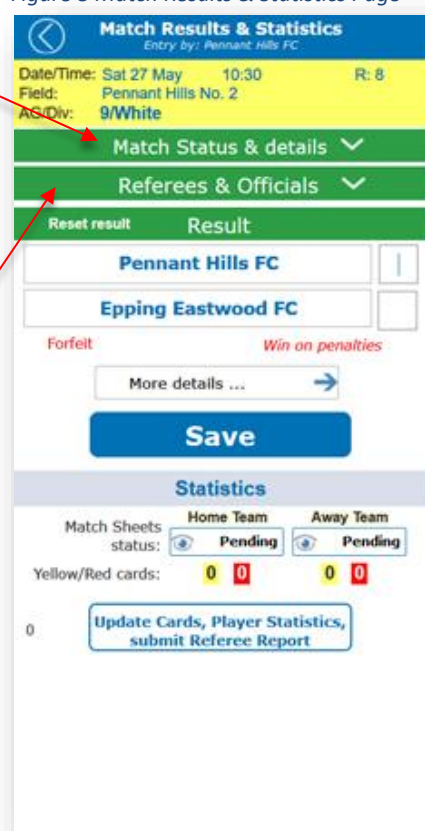 Match Results & Statistics
Entry by: Pennant Hills FC
Date/Time: Sat 27 May 10:30 R: 8
Field: Pennant Hills No. 2
AG/Div: 9/White
Match Status & details
Referees & Officials
Reset result Result
Pennant Hills FC
Epping Eastwood FC
Forfeit Win on penalties
More details ...
Save
Statistics
Home Team Away Team
Match Sheets
status: Pending Pending
Yellow/Red cards: 0 0 0 0
0
Update Cards, Player Statistics,
submit Referee Report